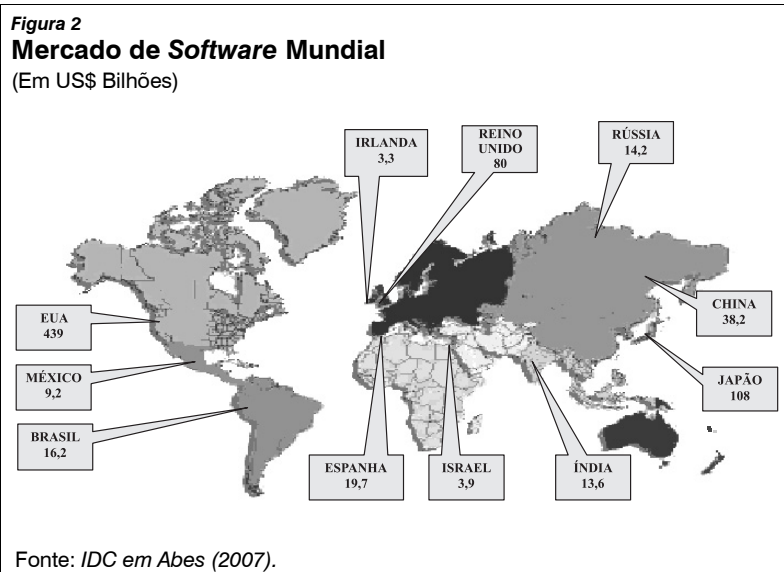 Figura 2
Mercado de Software Mundial
(Em US$ Bilhões)
IRLANDA
3,3
REINO
UNIDO
80
RÚSSIA
14,2
EUA
439
CHINA
38,2
MÉXICO
9,2
JAPÃO
108
BRASIL
16,2
ESPANHA
19,7
ISRAEL
3,9
ÍNDIA
13,6
Fonte: IDC em Abes (2007).